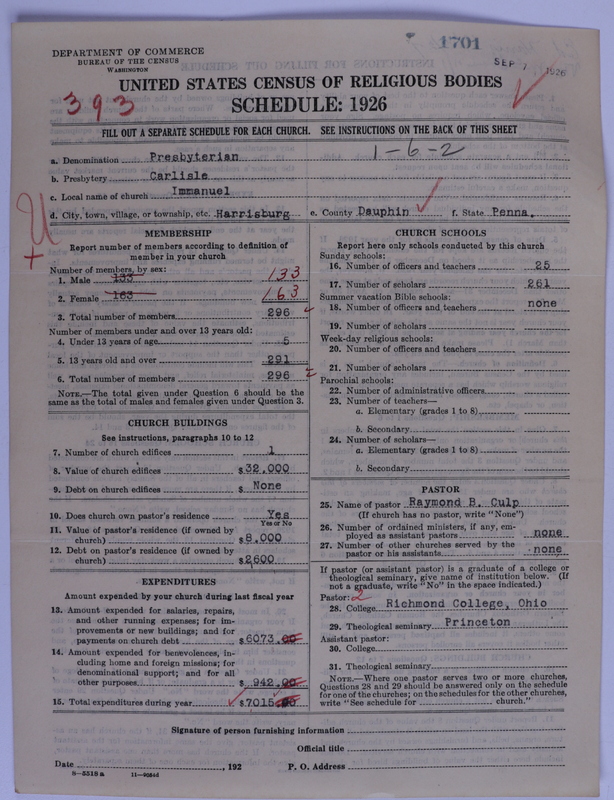 1701
SEP 7 1926
DEPARTMENT OF COMMERCE
BUREAU OF THE CENSUS
WASHINGTON
UNITED STATES CENSUS OF RELIGIOUS BODIES
393
SCHEDULE: 1926
FILL OUT A SEPARATE SCHEDULE FOR EACH CHURCH. SEE INSTRUCTIONS ON THE BACK OF THIS SHEET
1-6-2
a. Denomination Presbyterian
b. Presbytery Carlisle
c. Local name of church Immanuel
d. City, town, village, or township, etc. Harrisburg e. County Dauphin f. State Penna.
MEMBERSHIP
Report number of members according to definition of
member in your church
Number of members, by sex:
1. Male 133 133
2. Female 163 163
3. Total number of members 296
Number of members under and over 13 years old:
4. Under 13 years of age 5
5. 13 years old and over 291
6. Total number of members 296
NOTE.—The total given under Question 6 should be
same as the total of males and females given under Question 3.
CHURCH BUILDINGS
See instructions, paragraphs 10 to 12
7. Number of church edifices 1
8. Value of church edifices $32,000
9. Debt on church edifices $ None
10. Does church own pastor's residence Yes
Yes or No
11. Value of pastor's residence (if owned by
church) $8,000
12. Debt on pastor's residence (if owned by
church) $2600
EXPENDITURES
Amount expended by your church during last fiscal year
13. Amount expended for salaries, repairs,
and other running expenses; for im-
provements or new buildings; and for
payments on church debt $6073.00
14. Amount expended for benevolences, in-
cluding home and foreign missions; for
denominational support; and for all
other purposes $942.00
15. Total expenditures during year $7015.00
CHURCH SCHOOLS
Report here only schools conducted by this church
Sunday schools:
16. Number of officers and teachers 25
17. Number of scholars 261
Summer vacation Bible schools:
18. Number of officers and teachers none
19. Number of scholars
Week-day religious schools:
20. Number of officers and teachers
21. Number of scholars
Parochial schools:
22. Number of administrative officers
23. Number of teachers—
a. Elementary (grades 1 to 8)
b. Secondary
24. Number of scholars—
a. Elementary (grades 1 to 8)
b. Secondary
PASTOR
25. Name of pastor Raymond B. Culp
(If church has no pastor, write "None")
26. Number of ordained ministers, if any, em-
ployed as assistant pastors none
27. Number of other churches served by the
pastor or his assistants none
If pastor (or assistant pastor) is a graduate of a college or
theological seminary, give name of institution below. (If
not a graduate, write "No" in the space indicated.)
Pastor: 2
28. College Richmond College, Ohio
29. Theological seminary Princeton
Assistant pastor:
30. College
31. Theological seminary
NOTE.—Where one pastor serves two or more churches,
Questions 28 and 29 should be answered only on the schedule
for one of the churches; on the schedules for the other churches,
write "See schedule for church."
Signature of person furnishing information
Official title
Date , 192 P. O. Address
8—5518 a